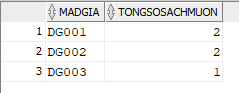 MADGIA TONGSOSACHMUON
1 DG001 2
2 DG002 2
3 DG003 1